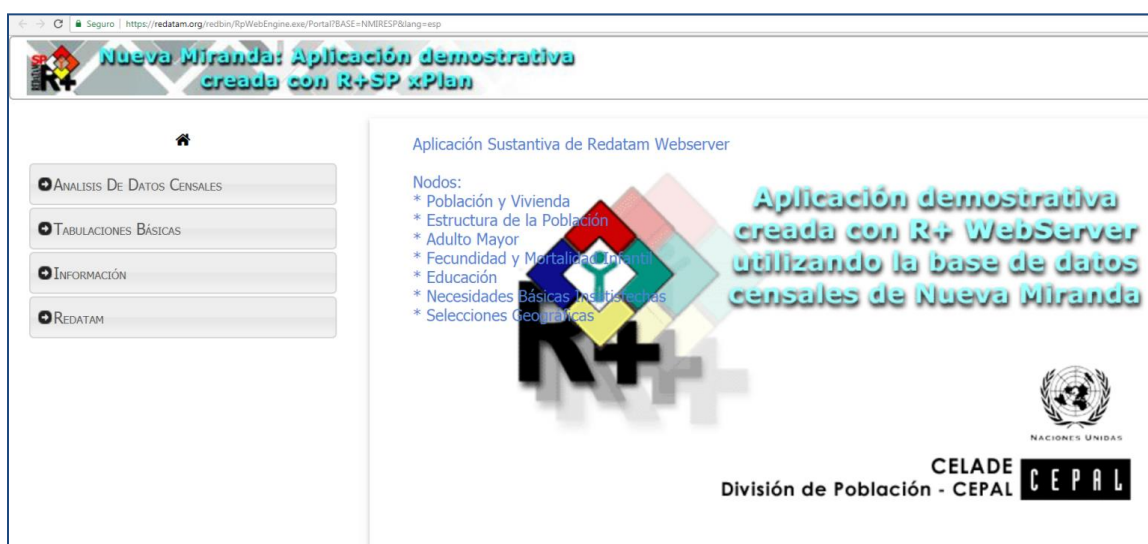 Seguro | https://redatam.org/redbin/RpWebEngine.exe/Portal?BASE=NMIRESP&lang=esp
Nueva Miranda: Aplicación demostrativa
creada con R+SP xPlan
R+
ANALISIS DE DATOS CENSALES
TABULACIONES BÁSICAS
INFORMACIÓN
REDATAM
Aplicación Sustantiva de Redatam Webserver
Nodos:
* Población y Vivienda
* Estructura de la Población
* Adulto Mayor
* Fecundidad y Mortalidad Infantil
* Educación
* Necesidades Básicas Insatisfechas
* Selecciones Geográficas
R+
Aplicación demostrativa
creada con R+ WebServer
utilizando la base de datos
censales de Nueva Miranda
NACIONES UNIDAS
CELADE
División de Población - CEPAL
CEPAL